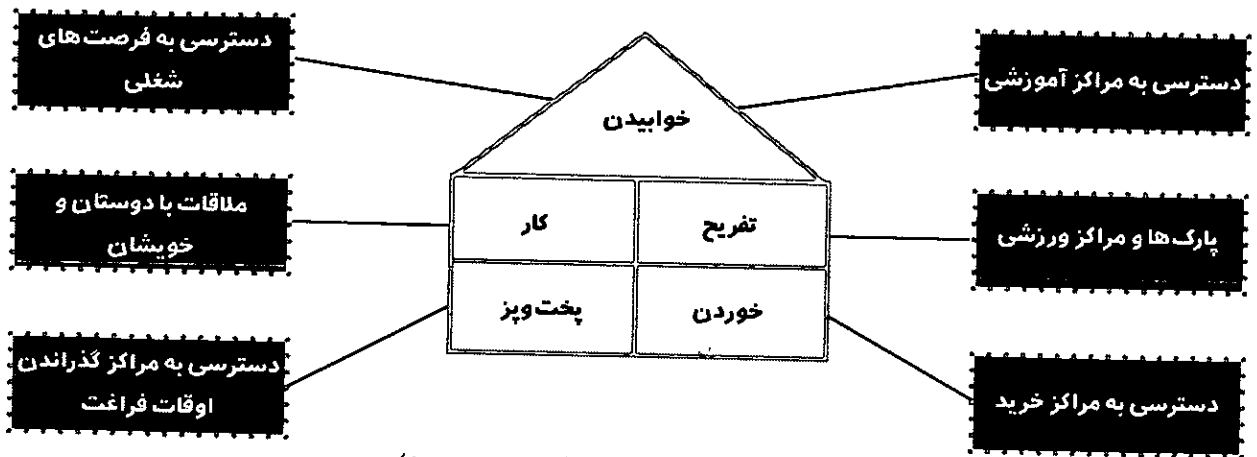 دسترسی به فرصت های
شغلی
دسترسی به مراکز آموزشی
خوابیدن
ملاقات با دوستان و
خویشان
کار
تفریح
پارک‌ها و مراکز ورزشی
پخت‌وپز
خوردن
دسترسی به مراکز گذراندن
اوقات فراغت
دسترسی به مراکز خرید